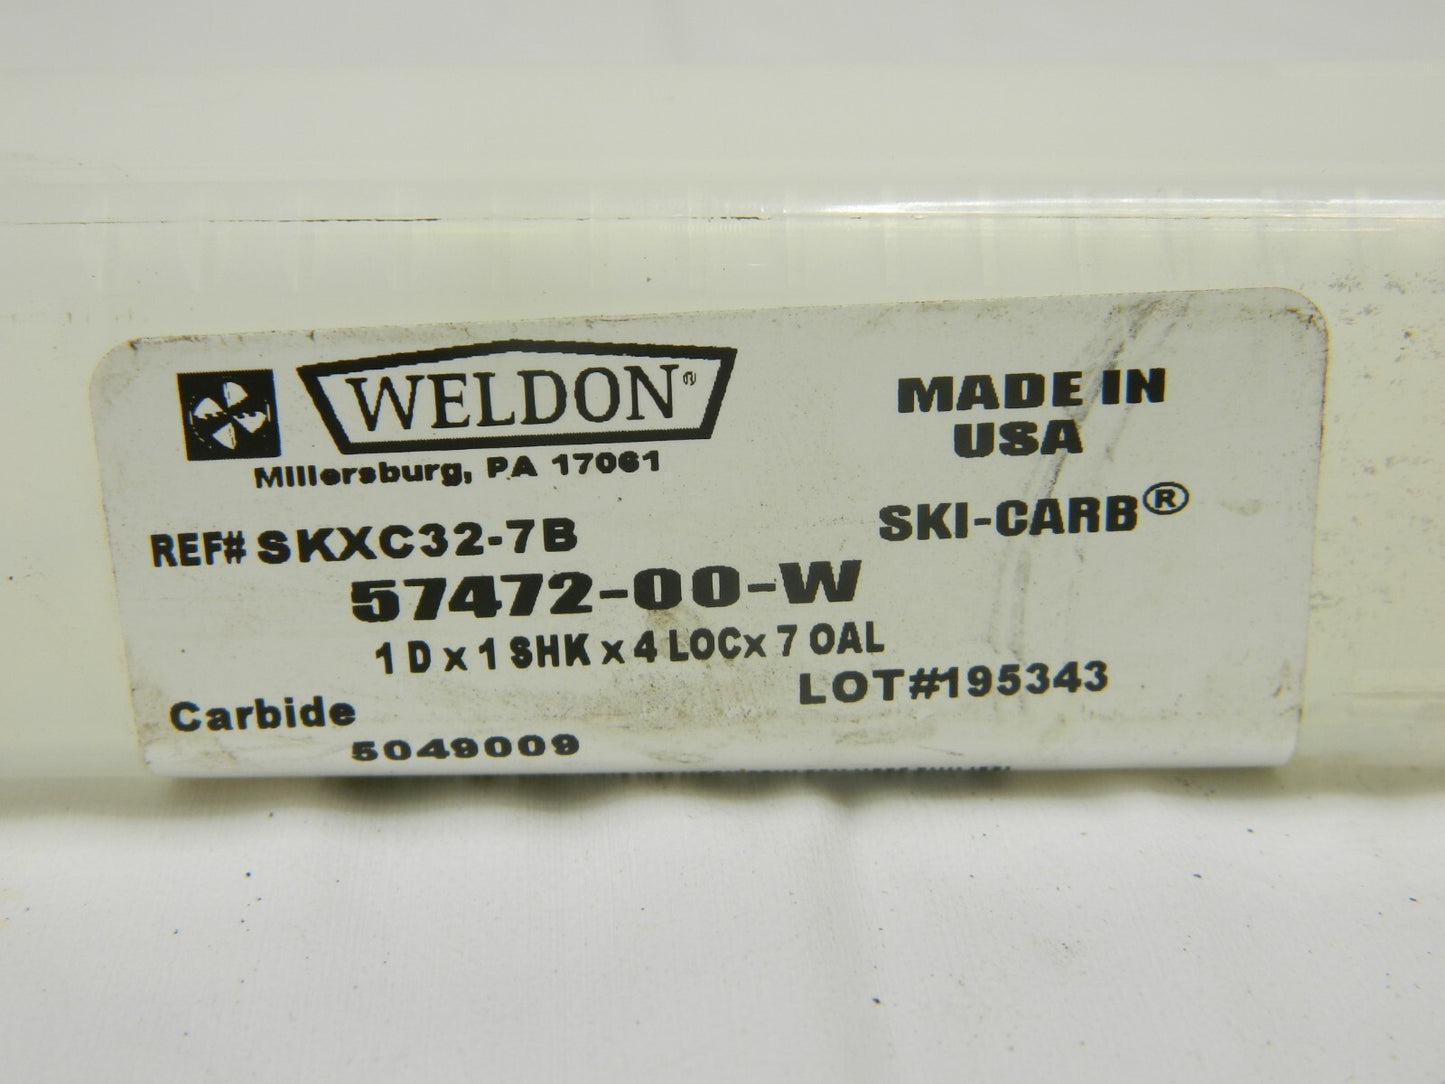 WELDON®
Millersburg, PA 17061
MADE IN
USA
SKI-CARB®
REF# SKXC32-7B
57472-00-W
1 D x 1 SHK x 4 LOC x 7 OAL
LOT#195343
Carbide
5049009